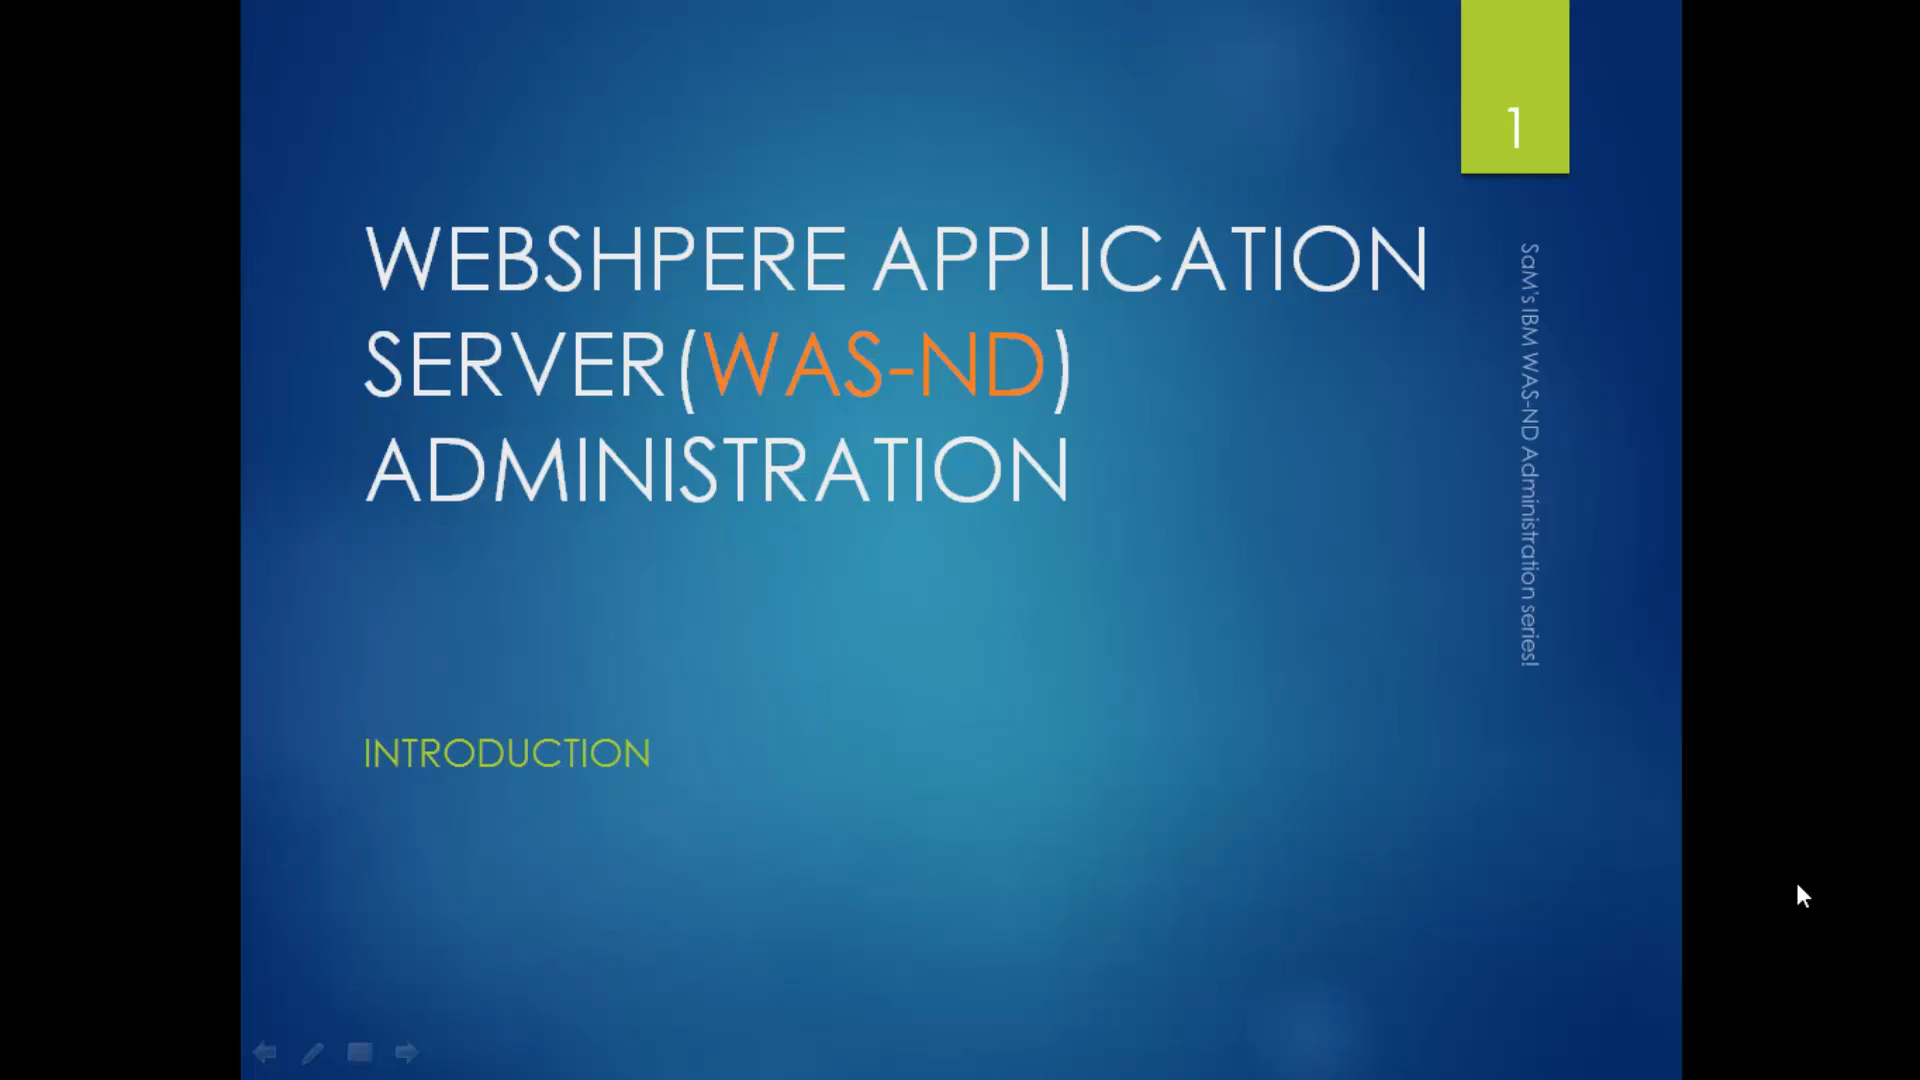 1
WEBSHPERE APPLICATION
SERVER(WAS-ND)
ADMINISTRATION
SaM's IBM WAS-ND Administration series!
INTRODUCTION